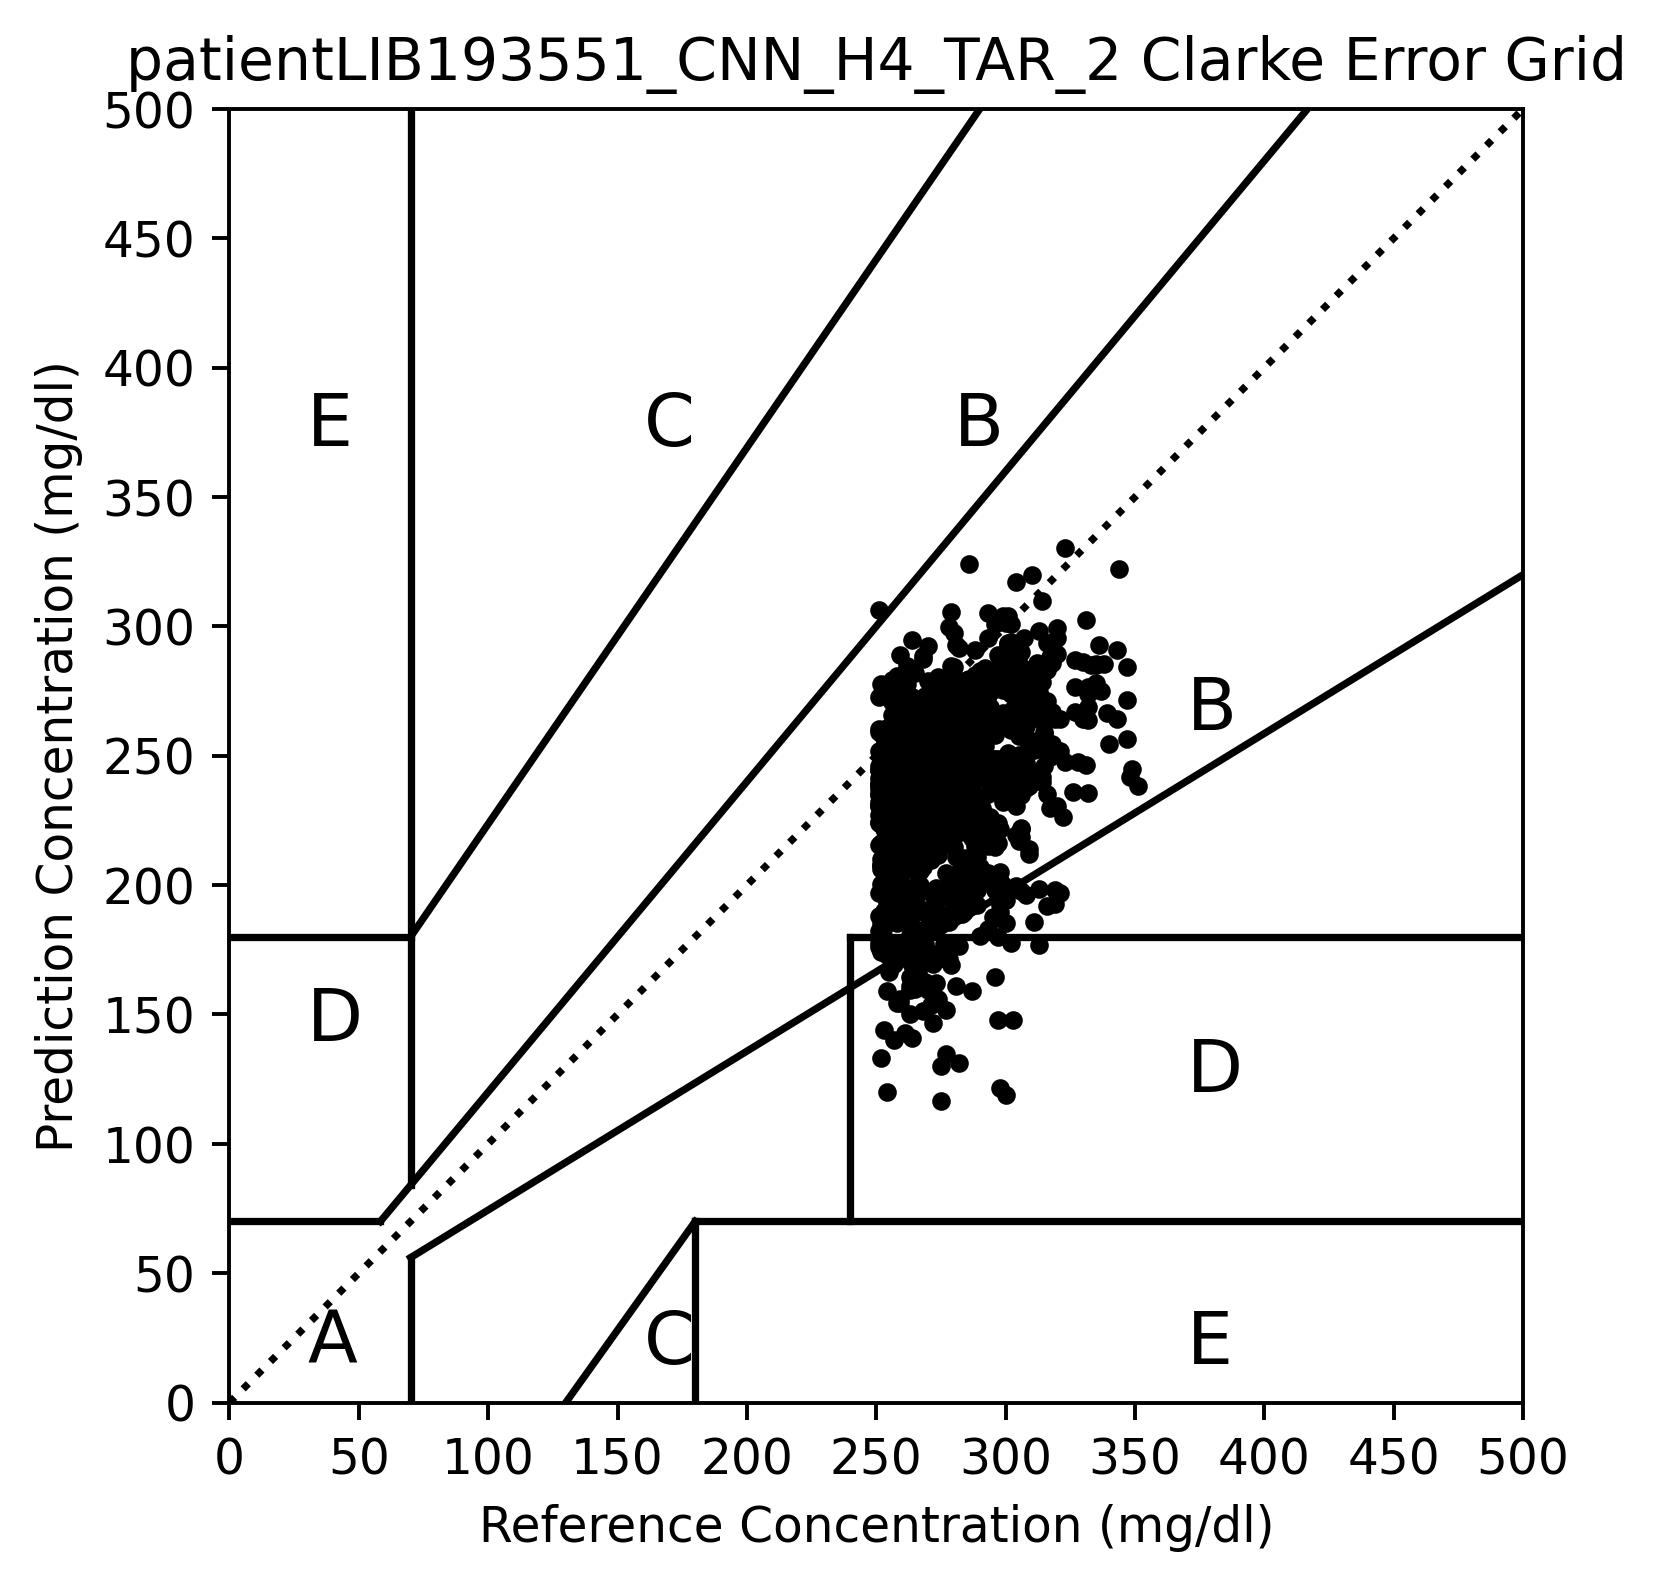 patientLIB193551_CNN_H4_TAR_2 Clarke Error Grid
500
450
400
350
300
250
200
150
100
50
0
Prediction Concentration (mg/dl)
E
C
B
B
D
D
A
C
E
0 50 100 150 200 250 300 350 400 450 500
Reference Concentration (mg/dl)